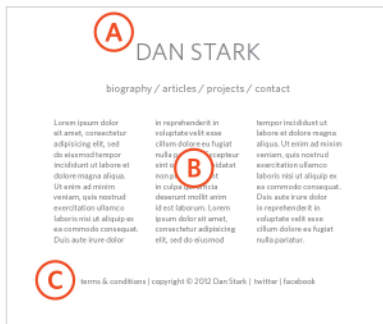 A
DAN STARK
biography / articles / projects / contact
Lorem ipsum dolor
sit amet, consectetur
adipisicing elit, sed
do eiusmod tempor
incididunt ut labore et
dolore magna aliqua.
Ut enim ad minim
veniam, quis nostrud
exercitation ullamco
laboris nisi ut aliquip ex
ea commodo consequat.
Duis aute irure dolor
in reprehenderit in
voluptate velit esse
cillum dolore eu fugiat
nulla
sint
non
in culpa
deserunt mollit anim
id est laborum. Lorem
ipsum dolor sit amet,
consectetur adipisicing
elit, sed do eiusmod
B
tempor incididunt ut
labore et dolore magna
aliqua. Ut enim ad minim
veniam, quis nostrud
exercitation ullamco
laboris nisi ut aliquip ex
ea commodo consequat.
Duis aute irure dolor
in reprehenderit in
voluptate velit esse
cillum dolore eu fugiat
nulla pariatur.
C
terms & conditions | copyright © 2012 Dan Stark | twitter | facebook